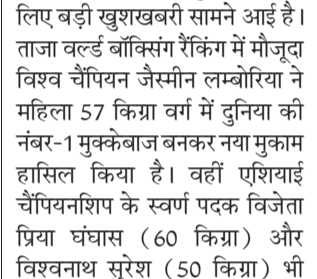 लिए बड़ी खुशखबरी सामने आई है।
ताजा वर्ल्ड बॉक्सिंग रैंकिंग में मौजूदा
विश्व चैंपियन जैस्मीन लम्बोरिया ने
महिला 57 किग्रा वर्ग में दुनिया की
नंबर-1 मुक्केबाज बनकर नया मुकाम
हासिल किया है। वहीं एशियाई
चैंपियनशिप के स्वर्ण पदक विजेता
प्रिया घंघास (60 किग्रा) और
विश्वनाथ सुरेश (50 किग्रा) भी